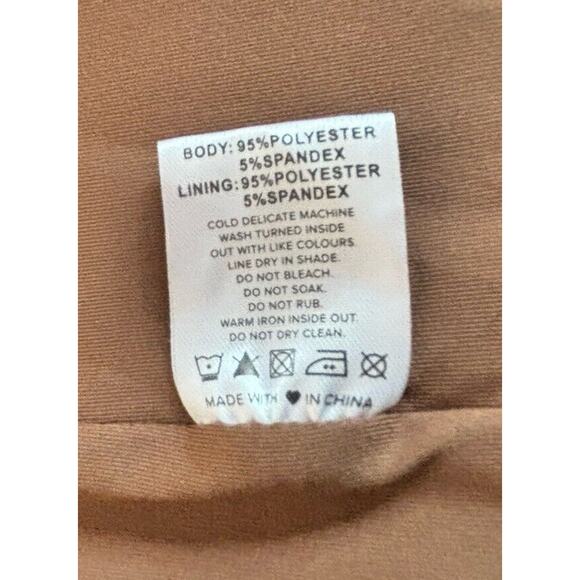 BODY: 95%POLYESTER
5%SPANDEX
LINING:95%POLYESTER
5%SPANDEX
COLD DELICATE MACHINE
WASH TURNED INSIDE
OUT WITH LIKE COLOURS.
LINE DRY IN SHADE.
DO NOT BLEACH.
DO NOT SOAK.
DO NOT RUB.
WARM IRON INSIDE OUT.
DO NOT DRY CLEAN.
MADE WITH ♥ IN CHINA